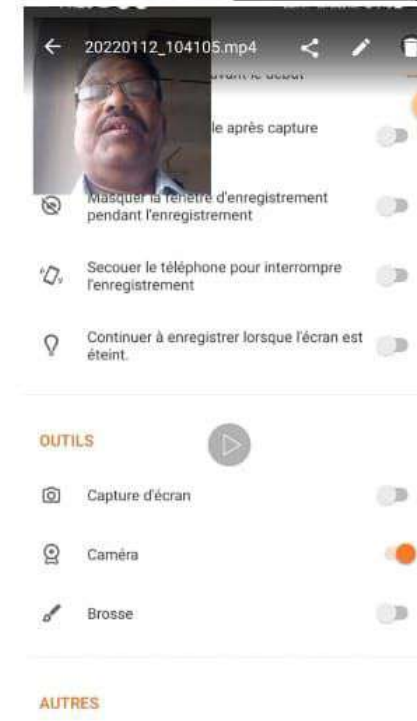 20220112_104105.mp4
le après capture
Masquer la fenêtre d'enregistrement
pendant l'enregistrement
Secouer le téléphone pour interrompre
l'enregistrement
Continuer à enregistrer lorsque l'écran est
éteint.
OUTILS
Capture d'écran
Caméra
Brosse
AUTRES